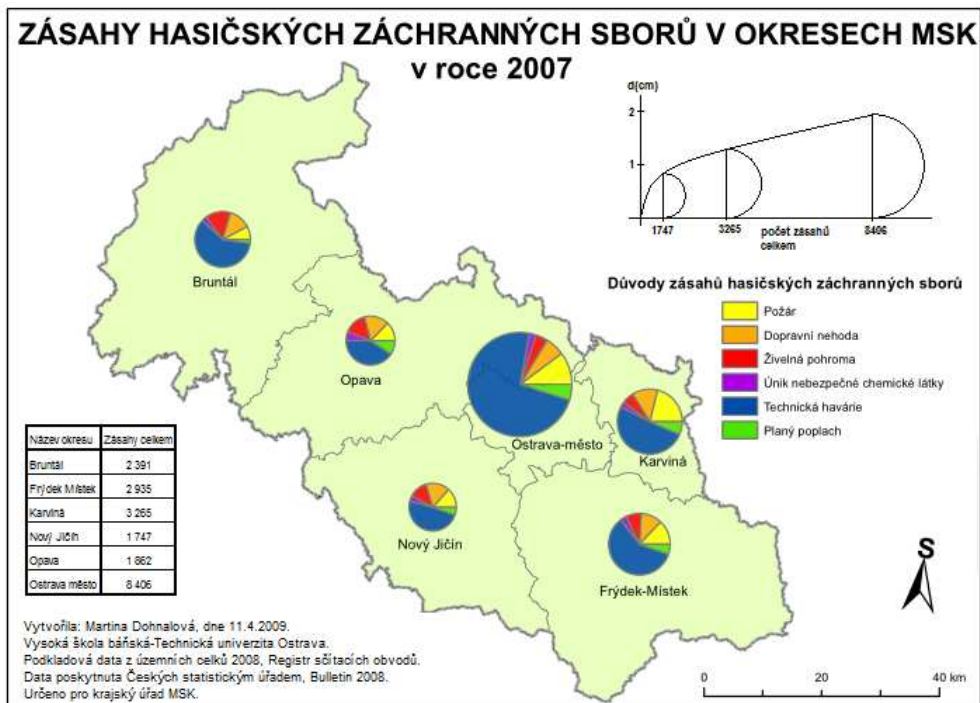 ZÁSAHY HASIČSKÝCH ZÁCHRANNÝCH SBORŮ V OKRESECH MSK
v roce 2007
d(cm)
2
1
1747
3265
8406
počet zásahů
celkem
Důvody zásahů hasičských záchranných sborů
Požár
Dopravní nehoda
Živelná pohroma
Únik nebezpečné chemické látky
Technická havárie
Planý poplach
Bruntál
Opava
Ostrava-město
Karviná
Nový Jičín
Frýdek-Místek
Název okresu Zásahy celkem
Bruntál 2 391
Frýdek Místek 2 935
Karviná 3 265
Nový Jičín 1 747
Opava 1 862
Ostrava město 8 406
S
Vytvořila: Martina Dohnalová, dne 11.4.2009.
Vysoká škola báňská-Technická univerzita Ostrava.
Podkladová data z územních celků 2008, Registr sčítacích obvodů.
Data poskytnuta Českých statistickým úřadem, Bulletin 2008.
Určeno pro krajský úřad MSK.
0 20 40 km